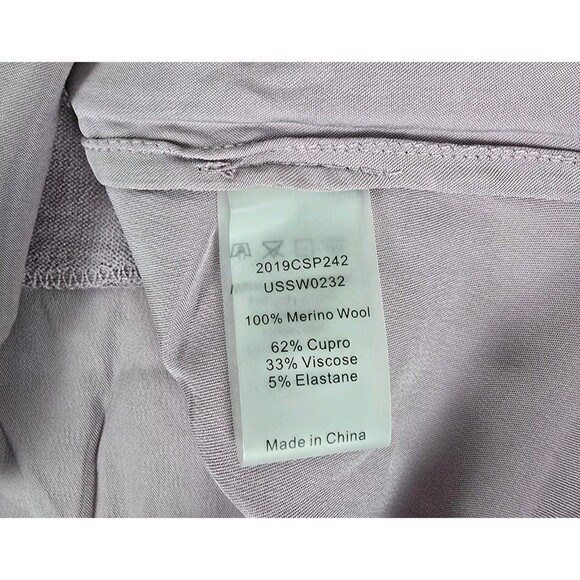 2019CSP242
USSW0232
100% Merino Wool
62% Cupro
33% Viscose
5% Elastane
Made in China